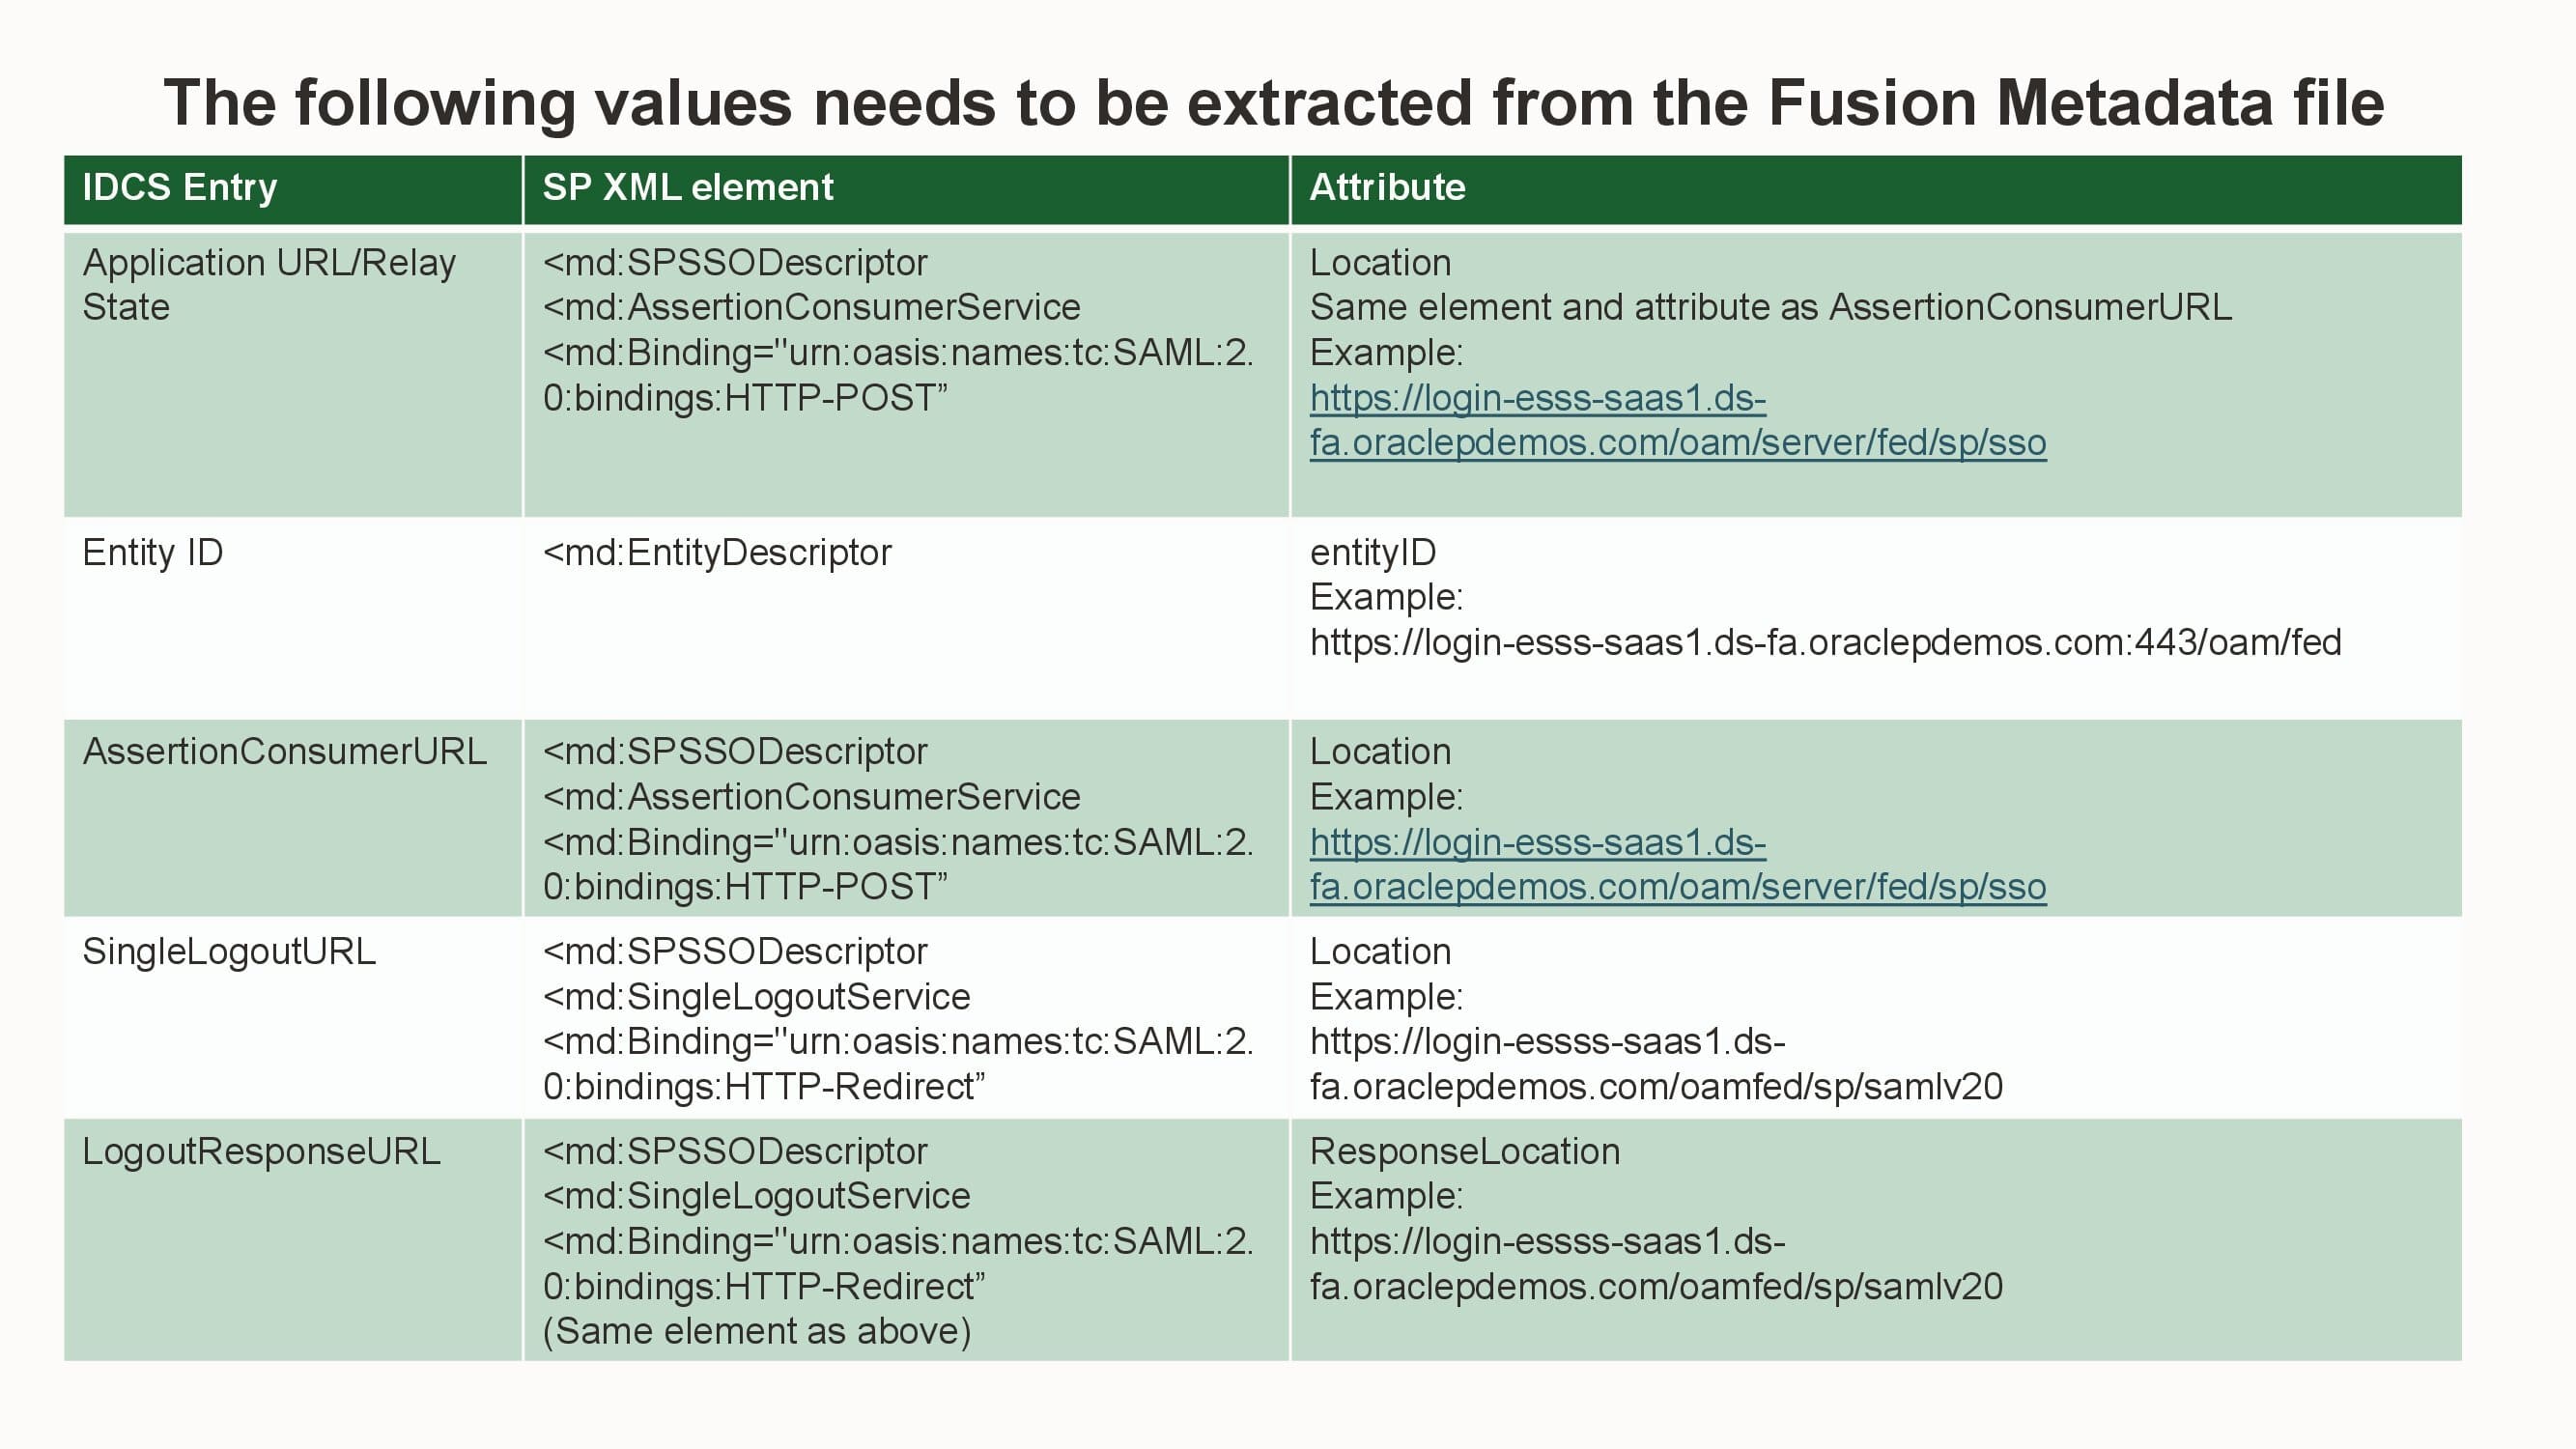 The following values needs to be extracted from the Fusion Metadata file
IDCS Entry
SP XML element
Attribute
Application URL/Relay
State
<md:SPSSODescriptor
<md:AssertionConsumerService
<md:Binding="urn:oasis:names:tc:SAML:2.
0:bindings:HTTP-POST”
Location
Same element and attribute as AssertionConsumerURL
Example:
https://login-esss-saas1.ds-
fa.oraclepdemos.com/oam/server/fed/sp/sso
Entity ID
<md:EntityDescriptor
entityID
Example:
https://login-esss-saas1.ds-fa.oraclepdemos.com:443/oam/fed
AssertionConsumerURL
<md:SPSSODescriptor
<md:AssertionConsumerService
<md:Binding="urn:oasis:names:tc:SAML:2.
0:bindings:HTTP-POST”
Location
Example:
https://login-esss-saas1.ds-
fa.oraclepdemos.com/oam/server/fed/sp/sso
SingleLogoutURL
<md:SPSSODescriptor
<md:SingleLogoutService
<md:Binding="urn:oasis:names:tc:SAML:2.
0:bindings:HTTP-Redirect”
Location
Example:
https://login-essss-saas1.ds-
fa.oraclepdemos.com/oamfed/sp/samlv20
LogoutResponseURL
<md:SPSSODescriptor
<md:SingleLogoutService
<md:Binding="urn:oasis:names:tc:SAML:2.
0:bindings:HTTP-Redirect”
(Same element as above)
ResponseLocation
Example:
https://login-essss-saas1.ds-
fa.oraclepdemos.com/oamfed/sp/samlv20